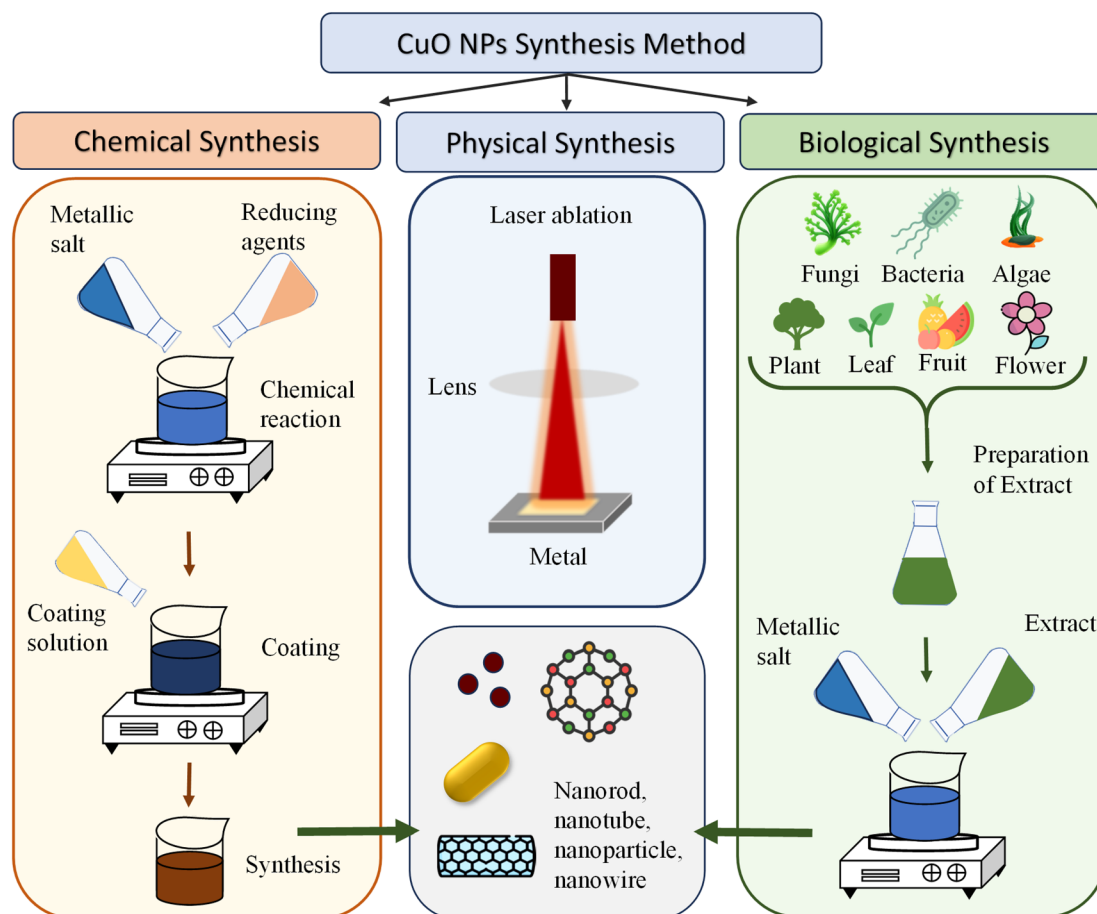 CuO NPs Synthesis Method
Chemical Synthesis
Physical Synthesis
Biological Synthesis
Metallic
salt
Reducing
agents
Chemical
reaction
Coating
solution
Coating
Synthesis
Laser ablation
Lens
Metal
Nanorod,
nanotube,
nanoparticle,
nanowire
Fungi
Bacteria
Algae
Plant
Leaf
Fruit
Flower
Preparation
of Extract
Metallic
salt
Extract